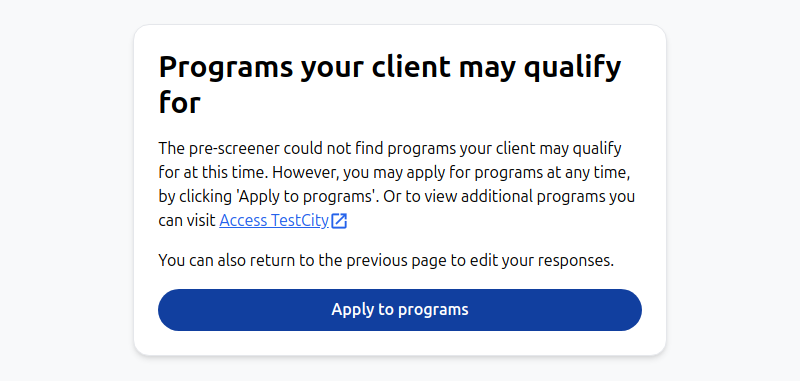 Programs your client may qualify
for
The pre-screener could not find programs your client may qualify
for at this time. However, you may apply for programs at any time,
by clicking 'Apply to programs'. Or to view additional programs you
can visit Access TestCity
You can also return to the previous page to edit your responses.
Apply to programs